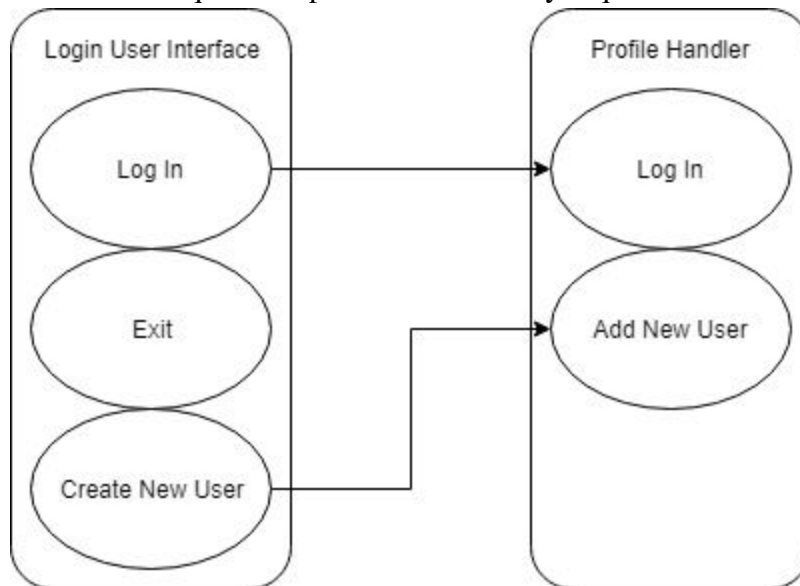 Login User Interface
Profile Handler
Log In
Log In
Exit
Add New User
Create New User